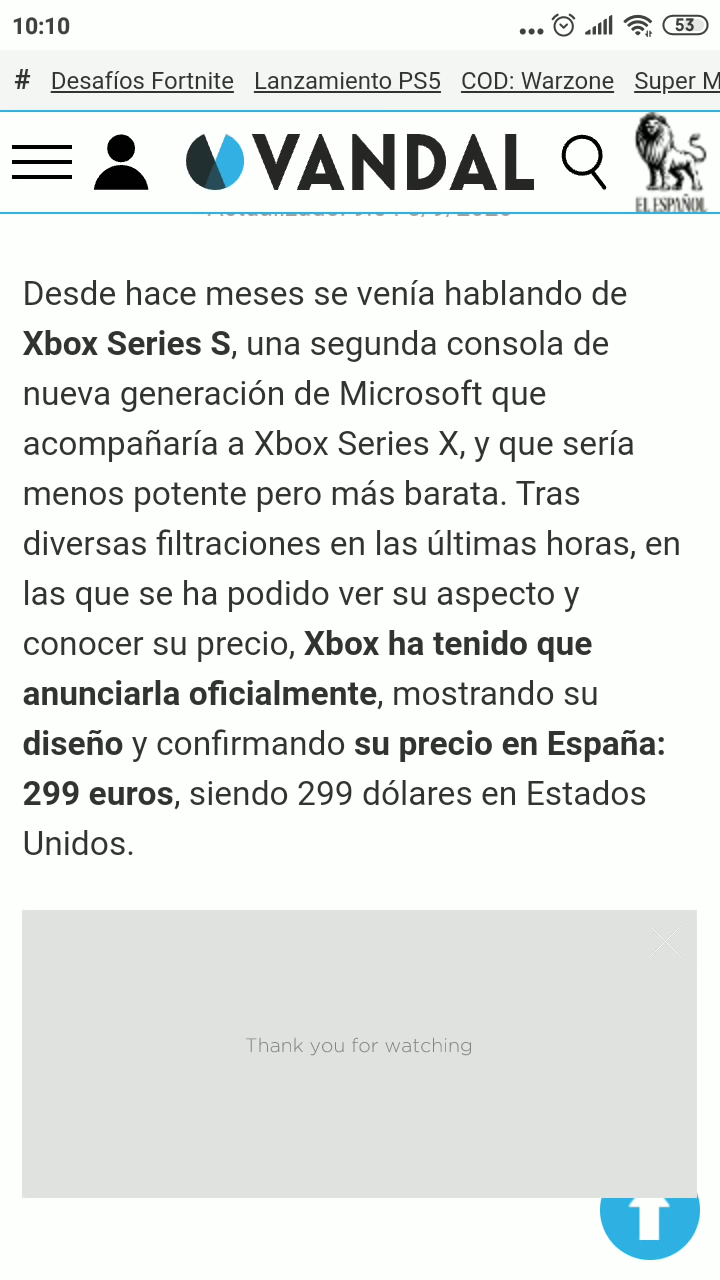 10:10
53
# Desafíos Fortnite Lanzamiento PS5 COD: Warzone Super M
VANDAL
EL ESPAÑOL
Desde hace meses se venía hablando de
Xbox Series S, una segunda consola de
nueva generación de Microsoft que
acompañaría a Xbox Series X, y que sería
menos potente pero más barata. Tras
diversas filtraciones en las últimas horas, en
las que se ha podido ver su aspecto y
conocer su precio, Xbox ha tenido que
anunciarla oficialmente, mostrando su
diseño y confirmando su precio en España:
299 euros, siendo 299 dólares en Estados
Unidos.
Thank you for watching